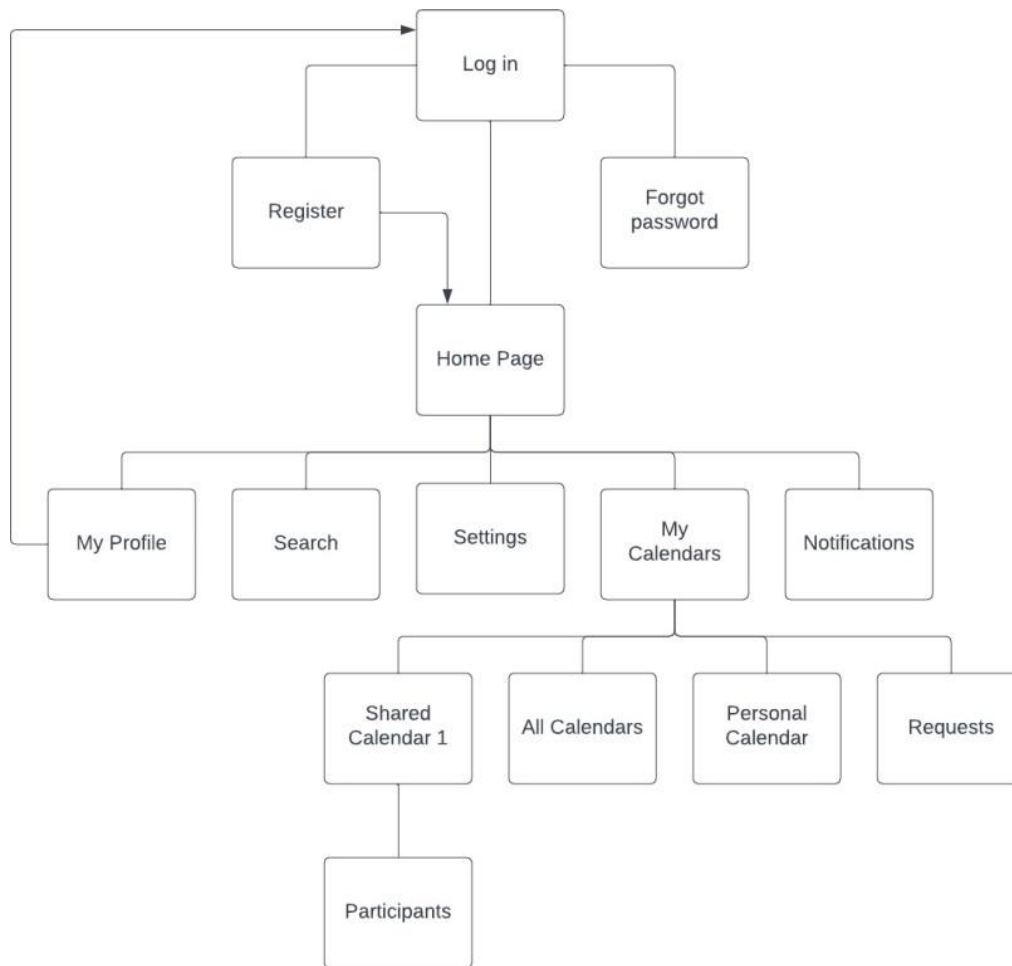 Log in
Register
Forgot
password
Home Page
My Profile
Search
Settings
My
Calendars
Notifications
Shared
Calendar 1
All Calendars
Personal
Calendar
Requests
Participants